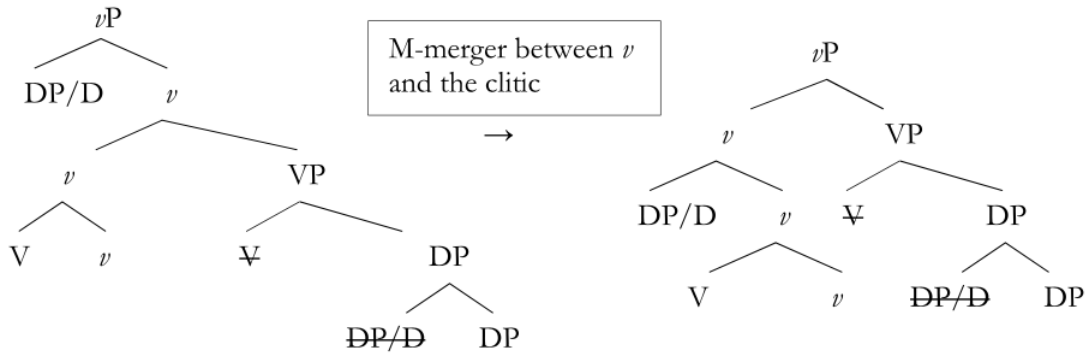 vP
DP/D v
v VP
V v V DP
DP/D DP
M-merger between v
and the clitic
→
vP
v VP
DP/D v V DP
V v DP/D DP